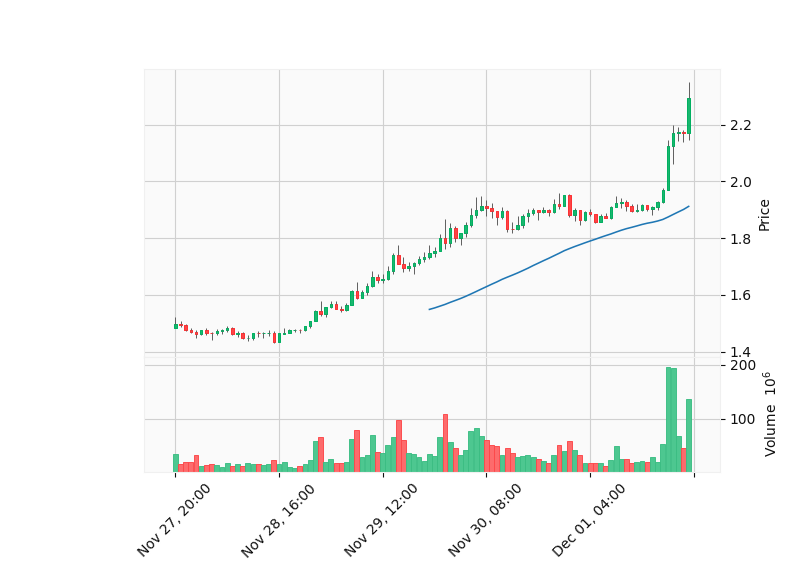 2.2
2.0
1.8
1.6
1.4
Price
200
100
Volume 10^6
Nov 27, 20:00
Nov 28, 16:00
Nov 29, 12:00
Nov 30, 08:00
Dec 01, 04:00